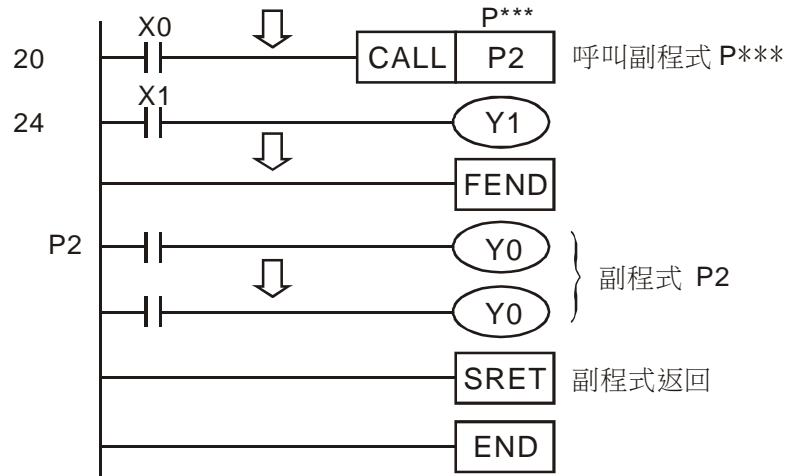 P***
X0
20 CALL P2 呼叫副程式 P***
X1
24 Y1
FEND
P2 Y0
副程式 P2
Y0
SRET 副程式返回
END